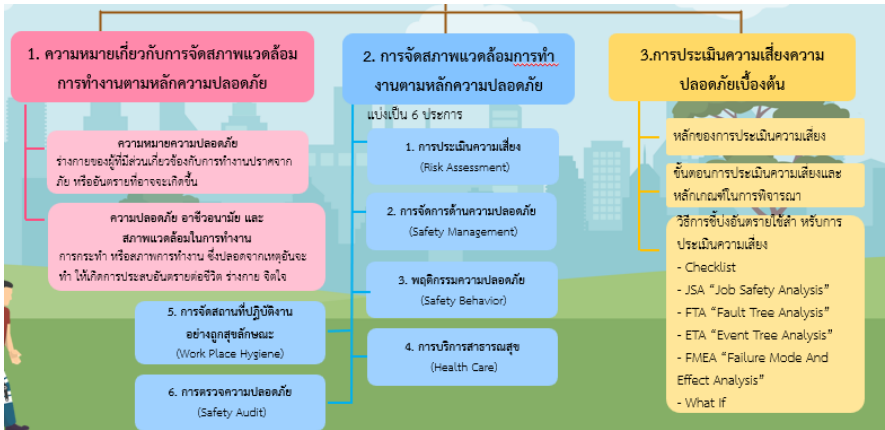 1. ความหมายเกี่ยวกับการจัดสภาพแวดล้อม
การทำงานตามหลักความปลอดภัย
ความหมายความปลอดภัย
ร่างกายของผู้ที่มีส่วนเกี่ยวข้องกับการทำงานปราศจาก
ภัย หรืออันตรายที่อาจจะเกิดขึ้น
ความปลอดภัย อาชีวอนามัย และ
สภาพแวดล้อมในการทำงาน
การกระทำ หรือสภาพการทำงาน ซึ่งปลอดจากเหตุอันจะ
ทำ ให้เกิดการประสบอันตรายต่อชีวิต ร่างกาย จิตใจ
2. การจัดสภาพแวดล้อมการทำ
งานตามหลักความปลอดภัย
แบ่งเป็น 6 ประการ
1. การประเมินความเสี่ยง
(Risk Assessment)
2. การจัดการด้านความปลอดภัย
(Safety Management)
3. พฤติกรรมความปลอดภัย
(Safety Behavior)
4. การบริการสาธารณสุข
(Health Care)
5. การจัดสถานที่ปฏิบัติงาน
อย่างถูกสุขลักษณะ
(Work Place Hygiene)
6. การตรวจความปลอดภัย
(Safety Audit)
3.การประเมินความเสี่ยงความ
ปลอดภัยเบื้องต้น
หลักของการประเมินความเสี่ยง
ขั้นตอนการประเมินความเสี่ยงและ
หลักเกณฑ์ในการพิจารณา
วิธีการชี้บ่งอันตรายใช้สำ หรับการ
ประเมินความเสี่ยง
- Checklist
- JSA “Job Safety Analysis”
- FTA “Fault Tree Analysis”
- ETA “Event Tree Analysis”
- FMEA “Failure Mode And
Effect Analysis”
- What If